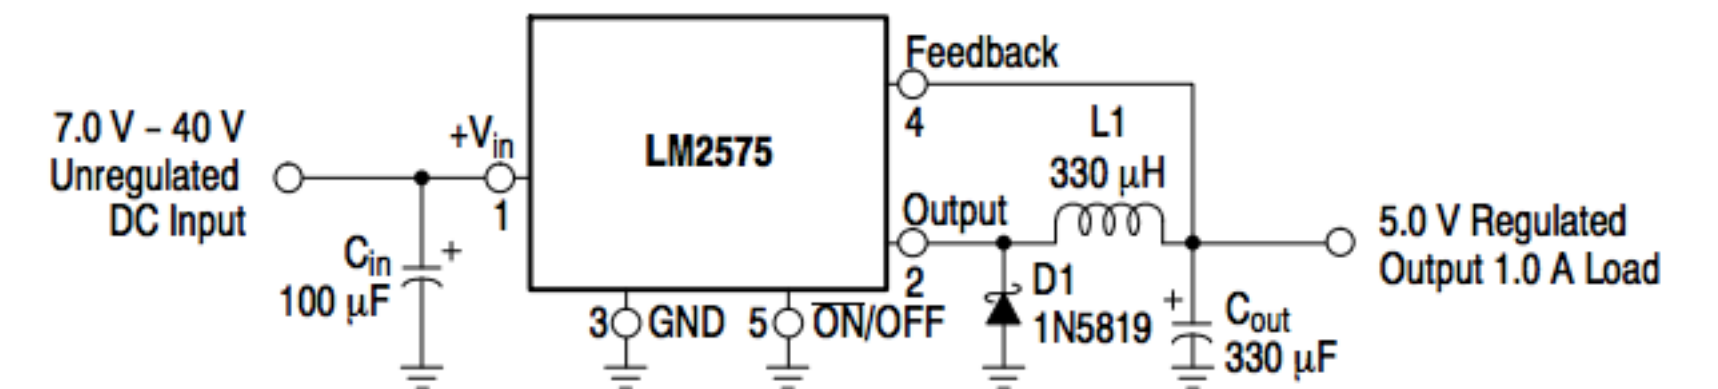 7.0 V – 40 V
Unregulated
DC Input
+Vin
1
Cin
+
100 µF
LM2575
3
GND
5
ON/OFF
Feedback
4
Output
2
L1
330 µH
D1
1N5819
+
Cout
330 µF
5.0 V Regulated
Output 1.0 A Load